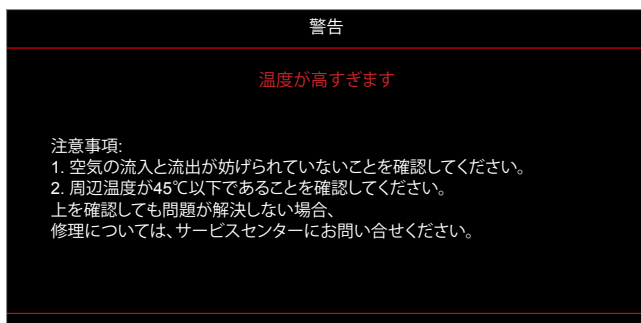 警告
温度が高すぎます
注意事項:
1. 空気の流入と流出が妨げられていないことを確認してください。
2. 周辺温度が45℃以下であることを確認してください。
上を確認しても問題が解決しない場合、
修理については、サービスセンターにお問い合せください。